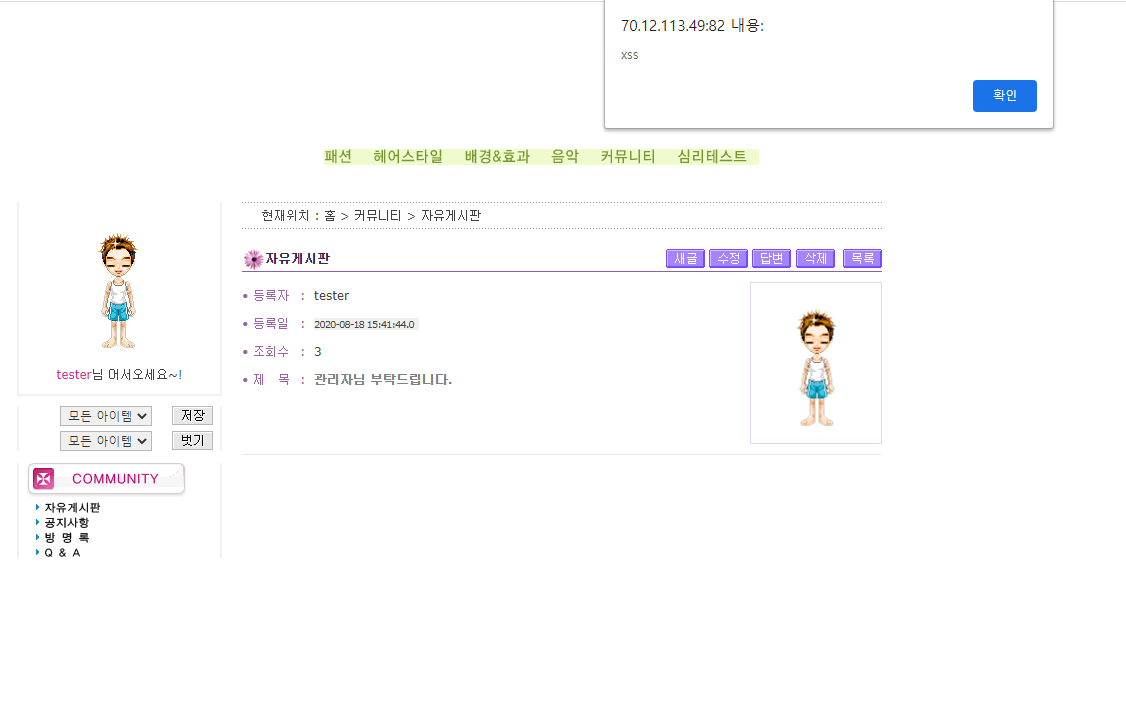 70.12.113.49:82 내용:
xss
확인
패션 헤어스타일 배경&효과 음악 커뮤니티 심리테스트
현재위치 : 홈 > 커뮤니티 > 자유게시판
자유게시판 새글 수정 답변 삭제 목록
• 등록자 : tester
• 등록일 : 2020-08-18 15:41:44.0
• 조회수 : 3
• 제 목 : 관리자님 부탁드립니다.
tester님 어서오세요~!
모든 아이템 저장
모든 아이템 벗기
COMMUNITY
자유게시판
공지사항
방 명 록
Q & A